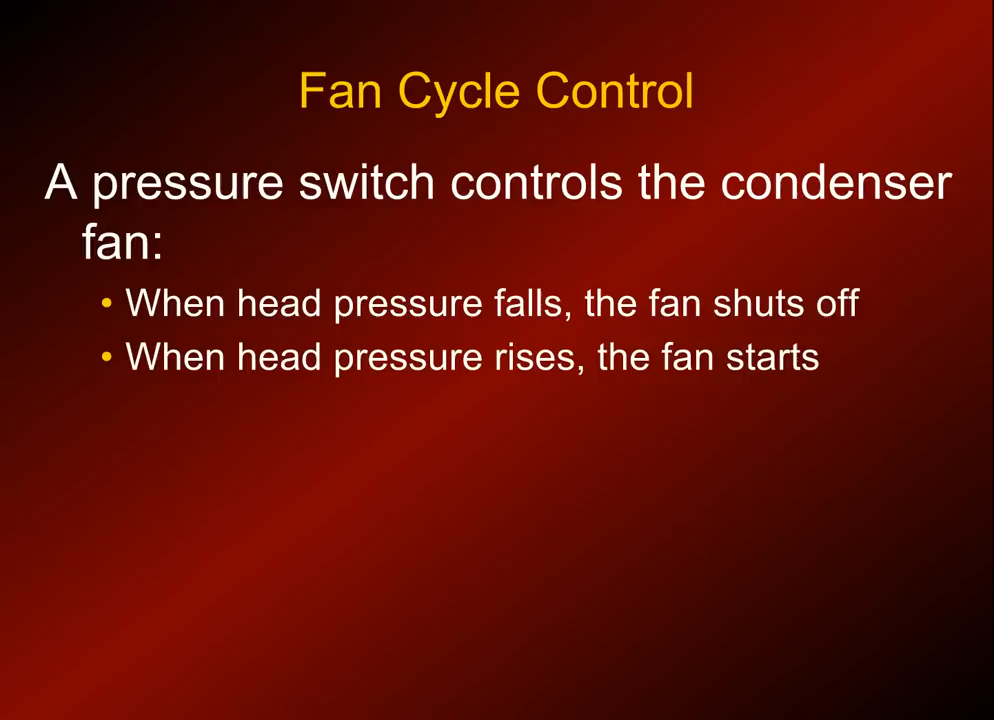 Fan Cycle Control
A pressure switch controls the condenser
fan:
• When head pressure falls, the fan shuts off
• When head pressure rises, the fan starts